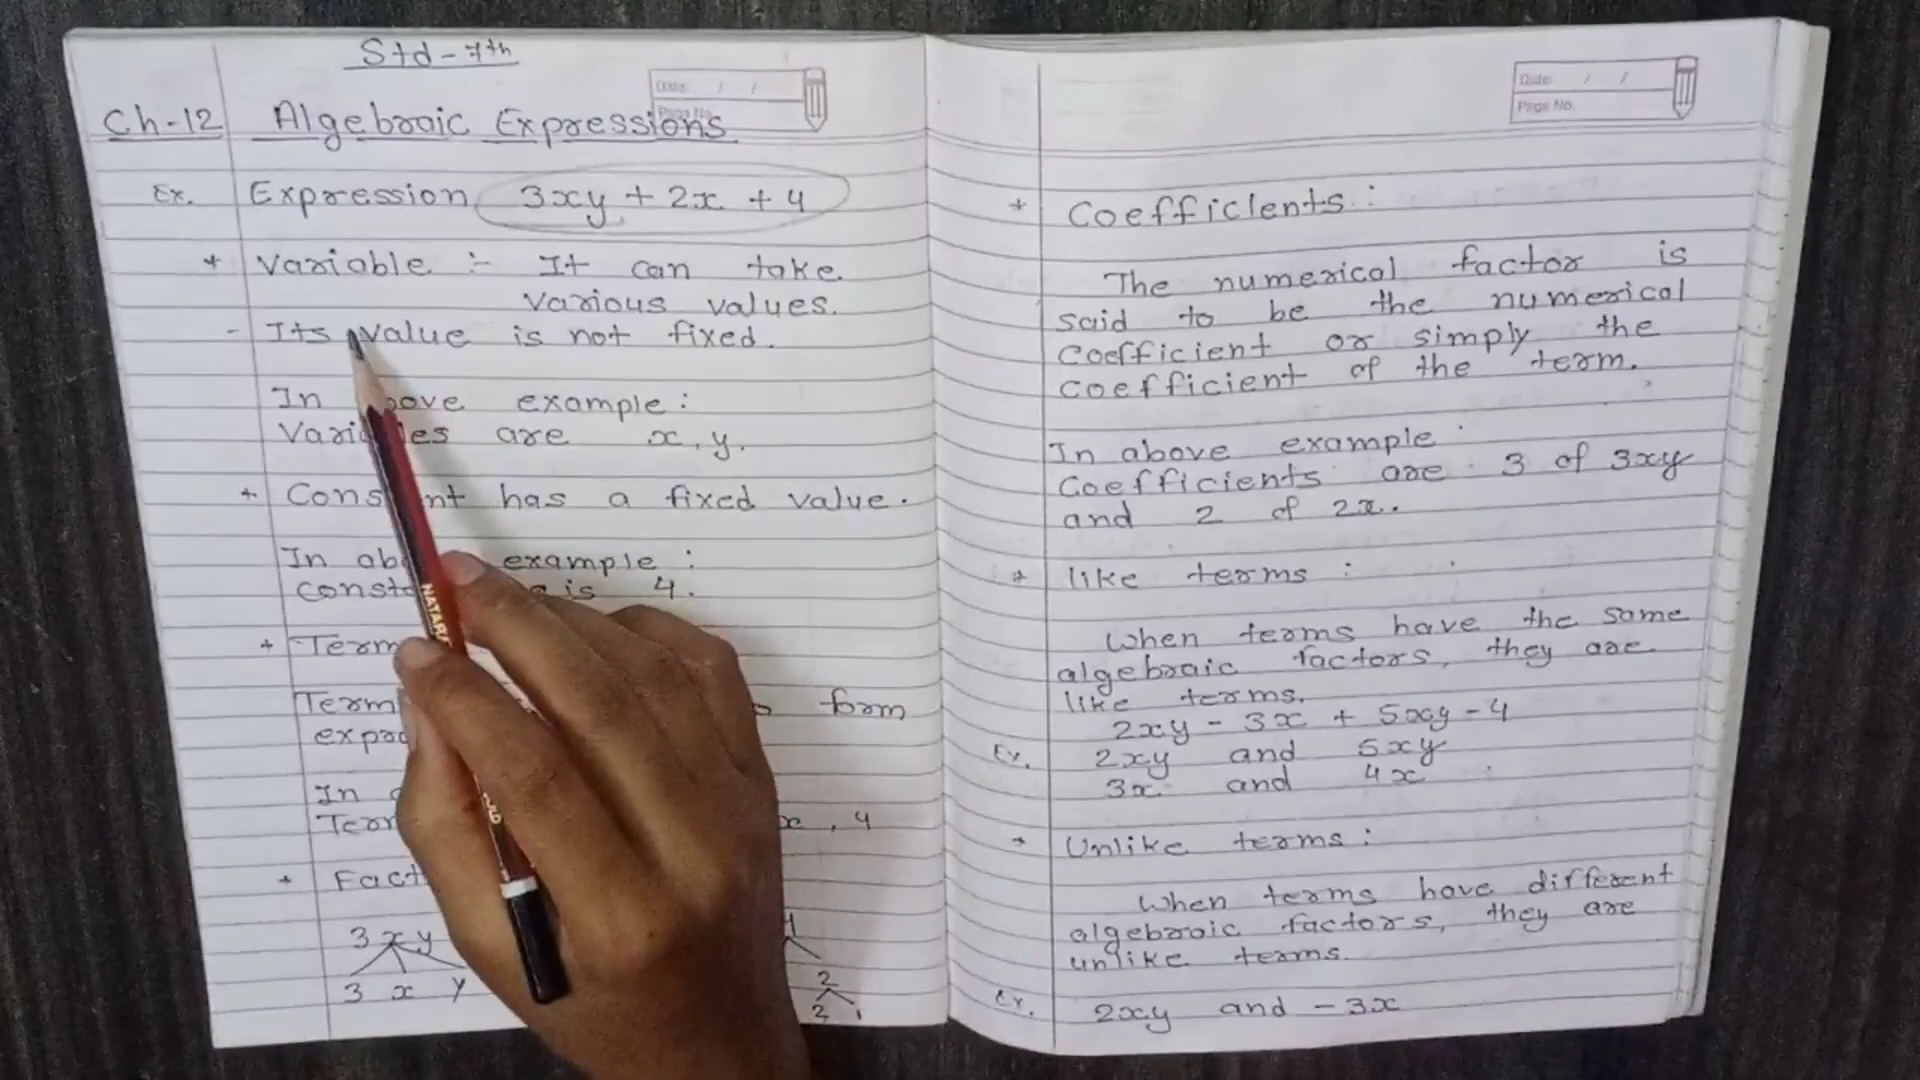 Std - 7th
Date / /
Page No.
Ch-12 Algebraic Expressions
Ex. Expression 3xy + 2x + 4
* Variable :- It can take
various values.
- Its value is not fixed.
In above example :
Variables are x, y.
* Constant has a fixed value.
In above example :
is 4.
* Term
Term form
In
x, 4
* Fact
3xy 4
3 x y 2
2 1
Date / /
Page No.
* Coefficients :
The numerical factor is
said to be the numerical
coefficient or simply the
coefficient of the term.
In above example
coefficients are 3 of 3xy
and 2 of 2x.
* like terms :
When terms have the same
algebraic factors, they are
like terms.
2xy - 3x + 5xy - 4
Ex. 2xy and 5xy
3x and 4x
* Unlike terms :
When terms have different
algebraic factors, they are
unlike terms.
Ex. 2xy and - 3x
NATARAJ